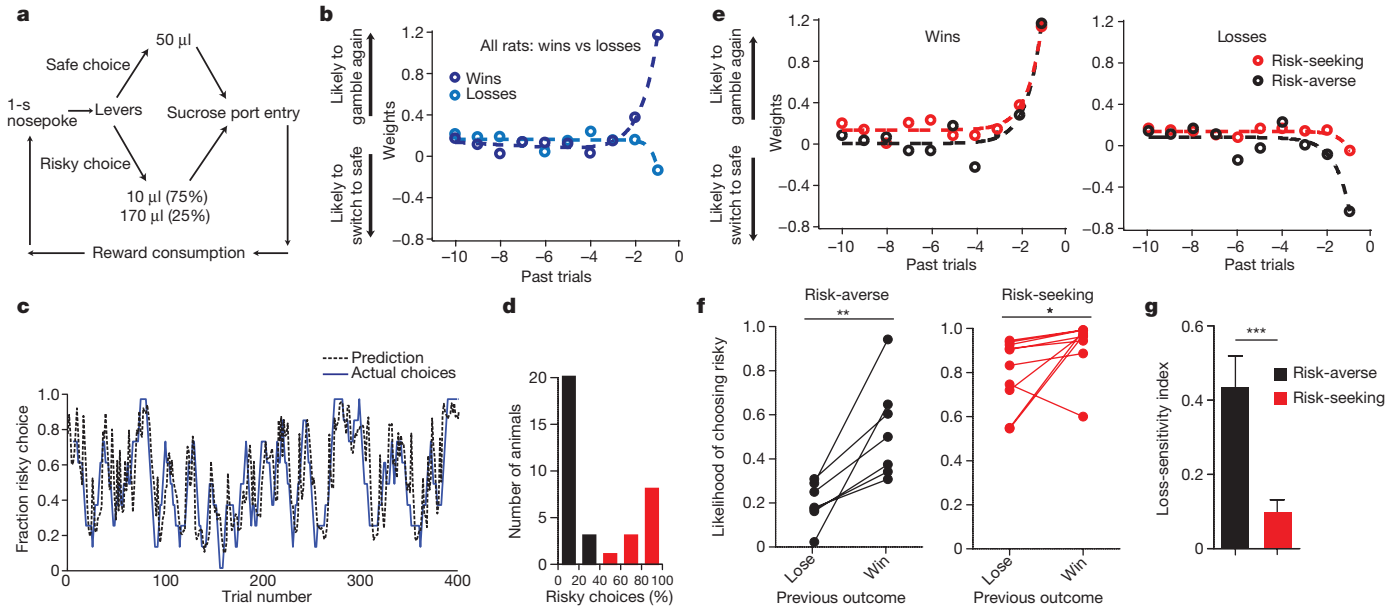 a
50 µl
Safe choice
1-s
nosepoke
Levers
Sucrose port entry
Risky choice
10 µl (75%)
170 µl (25%)
Reward consumption
b
Likely to
gamble again
Likely to
switch to safe
Weights
1.2
0.8
0.4
0
−0.4
−0.8
All rats: wins vs losses
Wins
Losses
−10
−8
−6
−4
−2
0
Past trials
e
Likely to
gamble again
Likely to
switch to safe
Weights
1.2
0.8
0.4
0
−0.4
−0.8
Wins
−10
−8
−6
−4
−2
0
Past trials
1.2
0.8
0.4
0
−0.4
−0.8
Losses
Risk-seeking
Risk-averse
−10
−8
−6
−4
−2
0
Past trials
c
Prediction
Actual choices
Fraction risky choice
1.0
0.8
0.6
0.4
0.2
0
0
100
200
300
400
Trial number
d
Number of animals
20
10
5
0
0
20
40
60
80
100
Risky choices (%)
f
Likelihood of choosing risky
Risk-averse
**
1.0
0.8
0.6
0.4
0.2
0
Lose
Win
Previous outcome
Risk-seeking
*
1.0
0.8
0.6
0.4
0.2
0
Lose
Win
Previous outcome
g
Loss-sensitivity index
0.6
0.4
0.2
0
***
Risk-averse
Risk-seeking